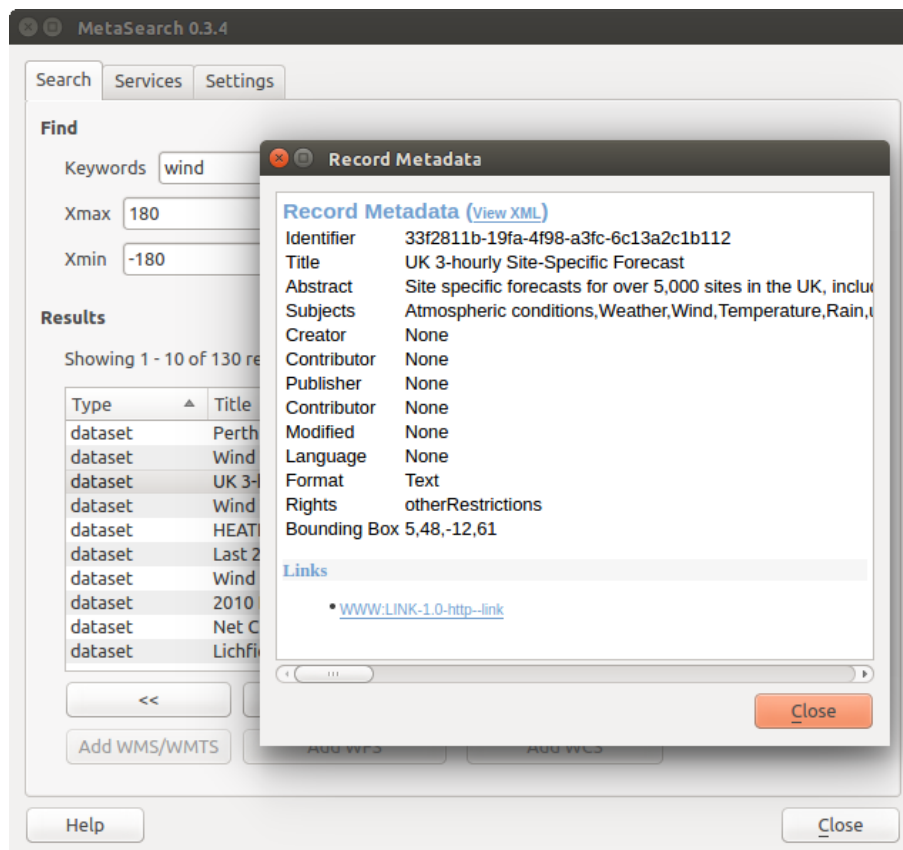 MetaSearch 0.3.4
Search Services Settings
Find
Keywords wind
Xmax 180
Xmin -180
Results
Showing 1 - 10 of 130
Type Title
dataset Perth
dataset Wind
dataset UK
dataset Wind
dataset
dataset Last 2
dataset Wind
dataset 2010
dataset Net C
dataset
<<
Add WMS/WMTS Add WFS Add WCS
Help Close
Record Metadata
Record Metadata (View XML)
Identifier 33f2811b-19fa-4f98-a3fc-6c13a2c1b112
Title UK 3-hourly Site-Specific Forecast
Abstract Site specific forecasts for over 5,000 sites in the UK,
Subjects Atmospheric conditions,Weather,Wind,Temperature,Rain,
Creator None
Contributor None
Publisher None
Contributor None
Modified None
Language None
Format Text
Rights otherRestrictions
Bounding Box 5,48,-12,61
Links
WWW:LINK-1.0-http--link
Close